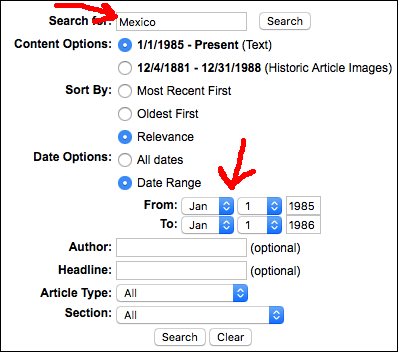 Search for: Mexico Search
Content Options: 1/1/1985 - Present (Text)
12/4/1881 - 12/31/1988 (Historic Article Images)
Sort By: Most Recent First
Oldest First
Relevance
Date Options: All dates
Date Range
From: Jan 1 1985
To: Jan 1 1986
Author: (optional)
Headline: (optional)
Article Type: All
Section: All
Search Clear